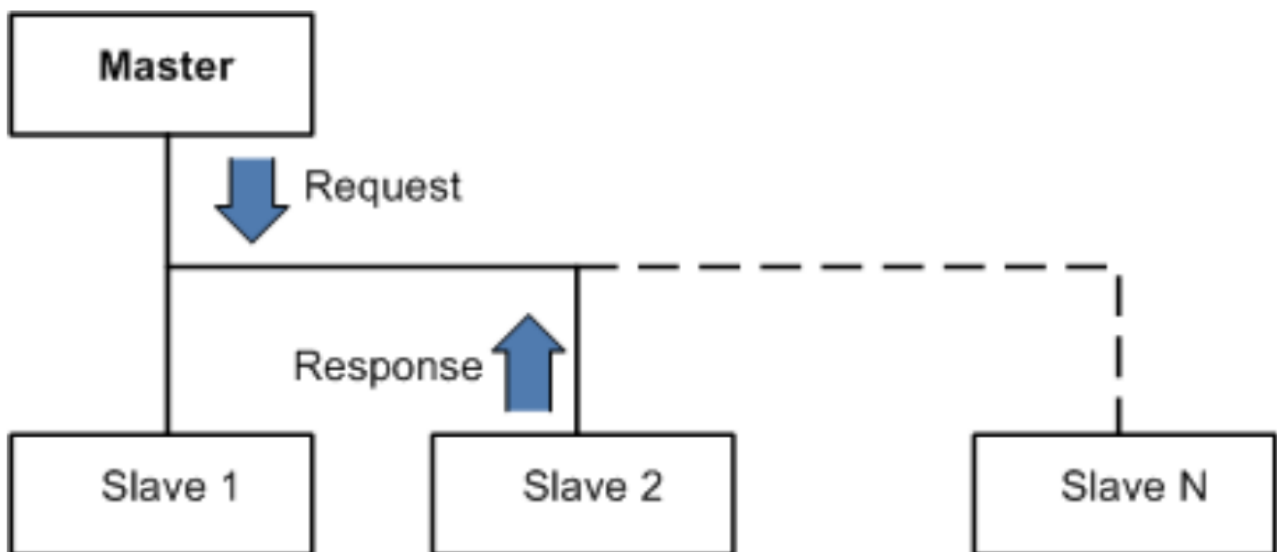 Master
Request
Response
Slave 1
Slave 2
Slave N